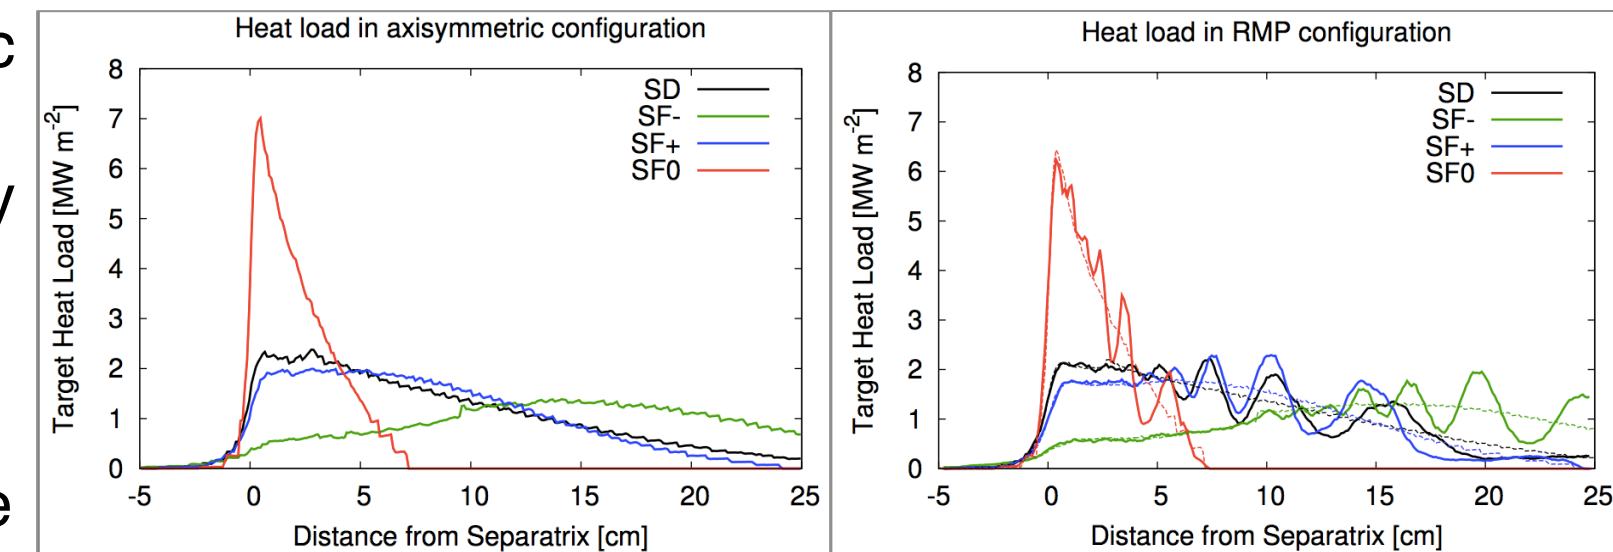 c
y
e
Heat load in axisymmetric configuration
Target Heat Load [MW m-2]
8
7
6
5
4
3
2
1
0
SD
SF-
SF+
SF0
-5 0 5 10 15 20 25
Distance from Separatrix [cm]
Heat load in RMP configuration
Target Heat Load [MW m-2]
8
7
6
5
4
3
2
1
0
SD
SF-
SF+
SF0
-5 0 5 10 15 20 25
Distance from Separatrix [cm]